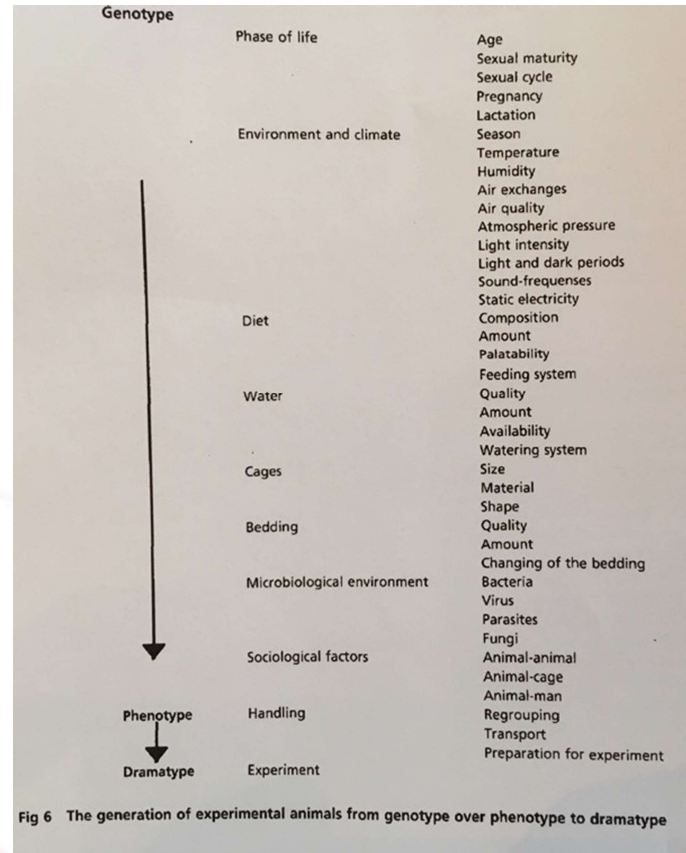 Genotype
Phase of life Age
Sexual maturity
Sexual cycle
Pregnancy
Lactation
Environment and climate Season
Temperature
Humidity
Air exchanges
Air quality
Atmospheric pressure
Light intensity
Light and dark periods
Sound-frequenses
Static electricity
Diet Composition
Amount
Palatability
Feeding system
Water Quality
Amount
Availability
Watering system
Cages Size
Material
Shape
Bedding Quality
Amount
Changing of the bedding
Microbiological environment Bacteria
Virus
Parasites
Fungi
Sociological factors Animal-animal
Animal-cage
Animal-man
Phenotype Handling Regrouping
Transport
Preparation for experiment
Dramatype Experiment
Fig 6 The generation of experimental animals from genotype over phenotype to dramatype